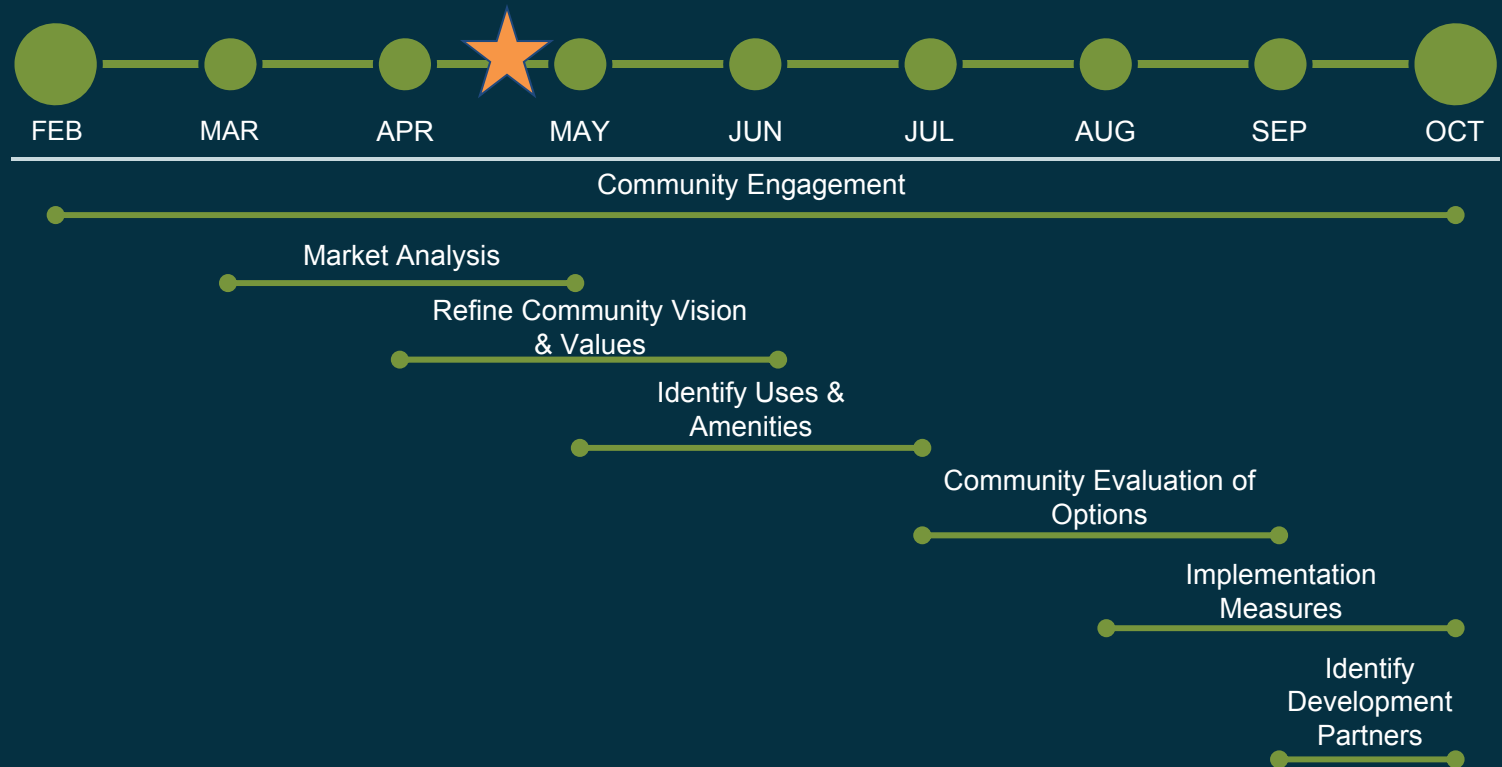 FEB MAR APR MAY JUN JUL AUG SEP OCT
Community Engagement
Market Analysis
Refine Community Vision
& Values
Identify Uses &
Amenities
Community Evaluation of
Options
Implementation
Measures
Identify
Development
Partners